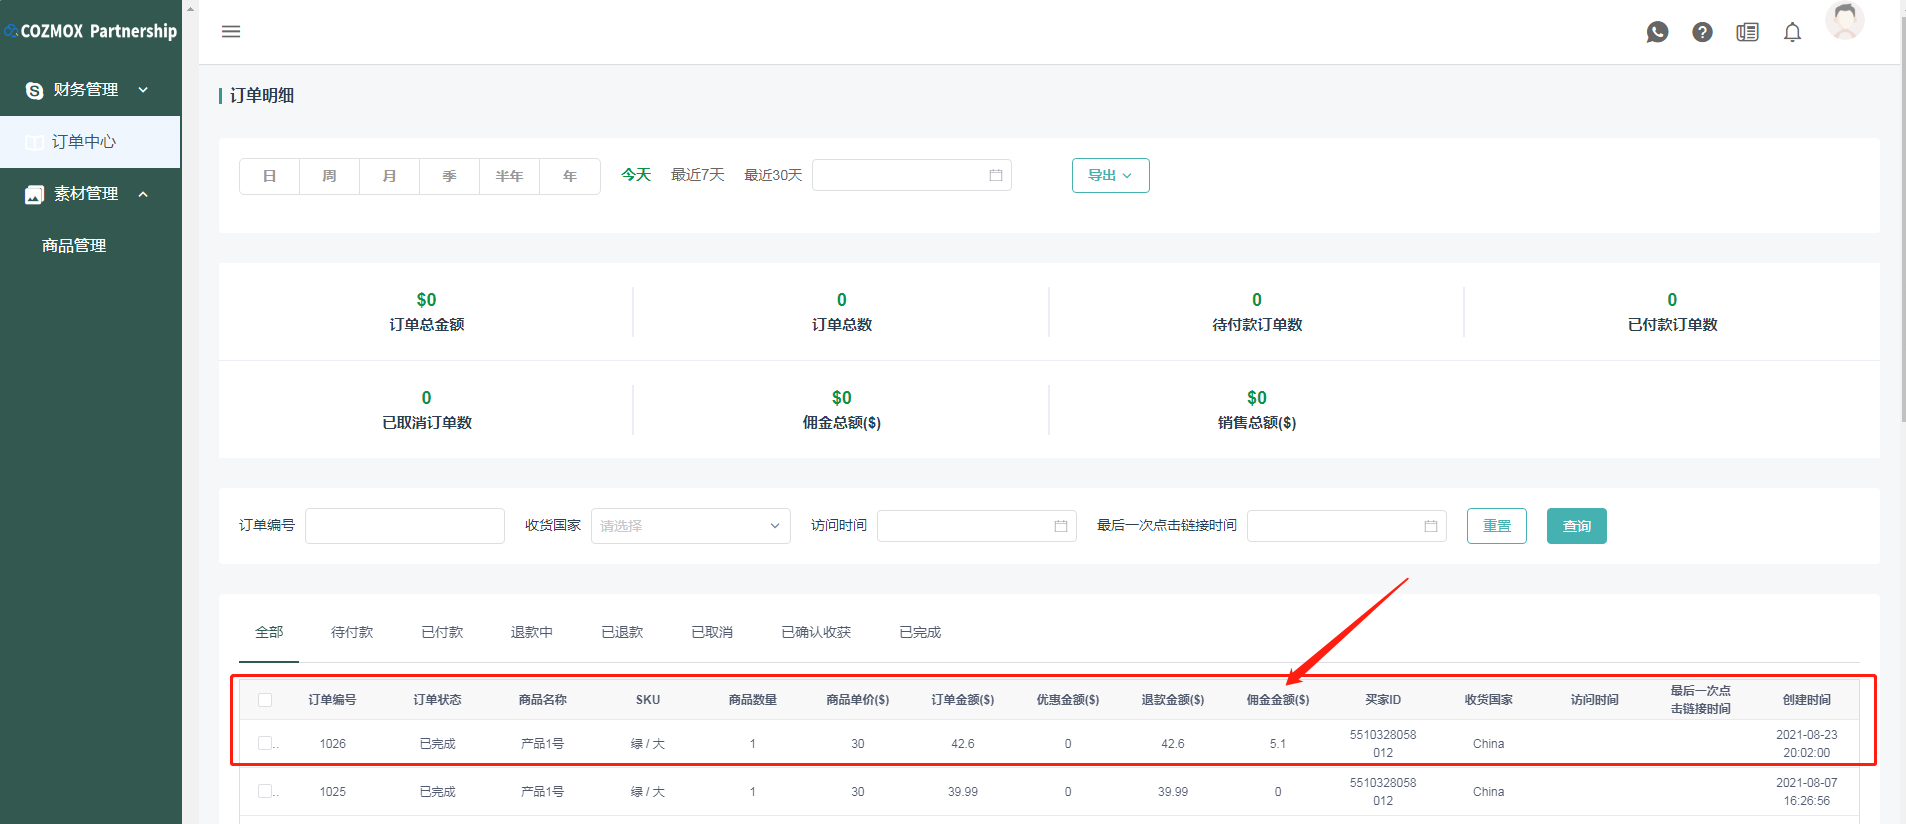 COZMOX Partnership
财务管理
订单中心
素材管理
商品管理
订单明细
日 周 月 季 半年 年 今天 最近7天 最近30天 导出
$0 0 0 0
订单总金额 订单总数 待付款订单数 已付款订单数
0 $0 $0
已取消订单数 佣金总额($) 销售总额($)
订单编号 收货国家 请选择 访问时间 最后一次点击链接时间 重置 查询
全部 待付款 已付款 退款中 已退款 已取消 已确认收获 已完成
订单编号 订单状态 商品名称 SKU 商品数量 商品单价($) 订单金额($) 优惠金额($) 退款金额($) 佣金金额($) 买家ID 收货国家 访问时间 最后一次点
击链接时间 创建时间
1026 已完成 产品1号 绿 / 大 1 30 42.6 0 42.6 5.1 5510328058
012 China 2021-08-23
20:02:00
1025 已完成 产品1号 绿 / 大 1 30 39.99 0 39.99 0 5510328058
012 China 2021-08-07
16:26:56